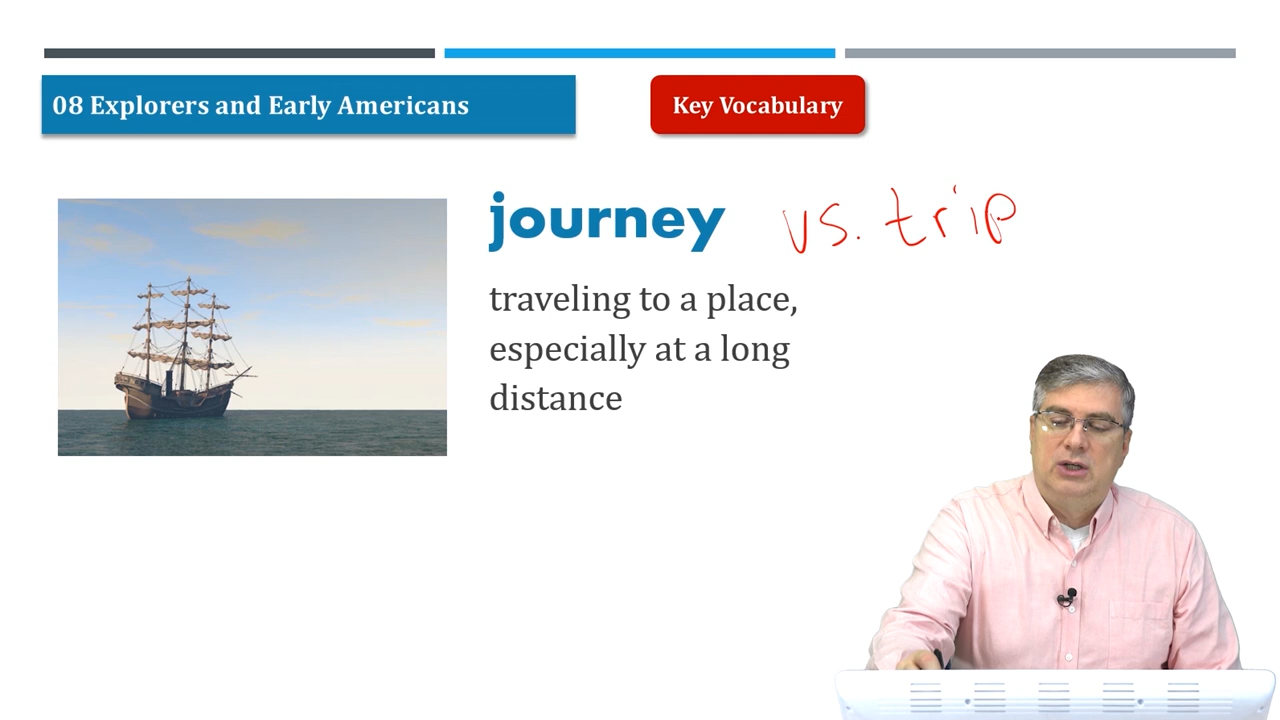 08 Explorers and Early Americans
Key Vocabulary
journey vs. trip
traveling to a place,
especially at a long
distance